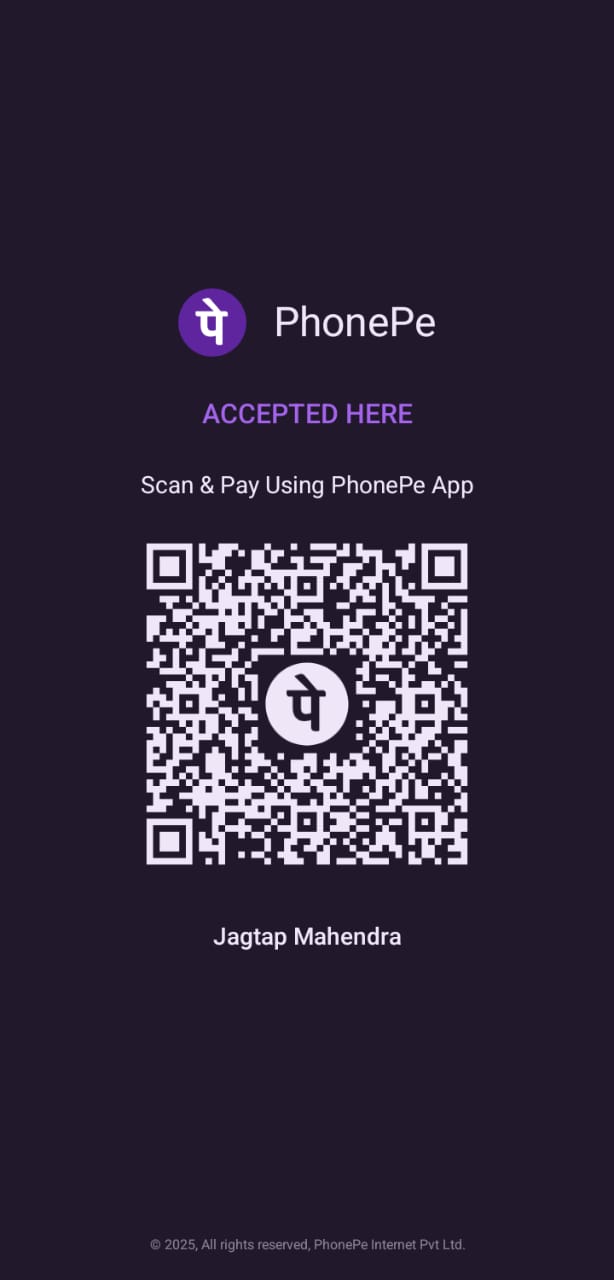 पे PhonePe
ACCEPTED HERE
Scan & Pay Using PhonePe App
पे
Jagtap Mahendra
© 2025, All rights reserved, PhonePe Internet Pvt Ltd.